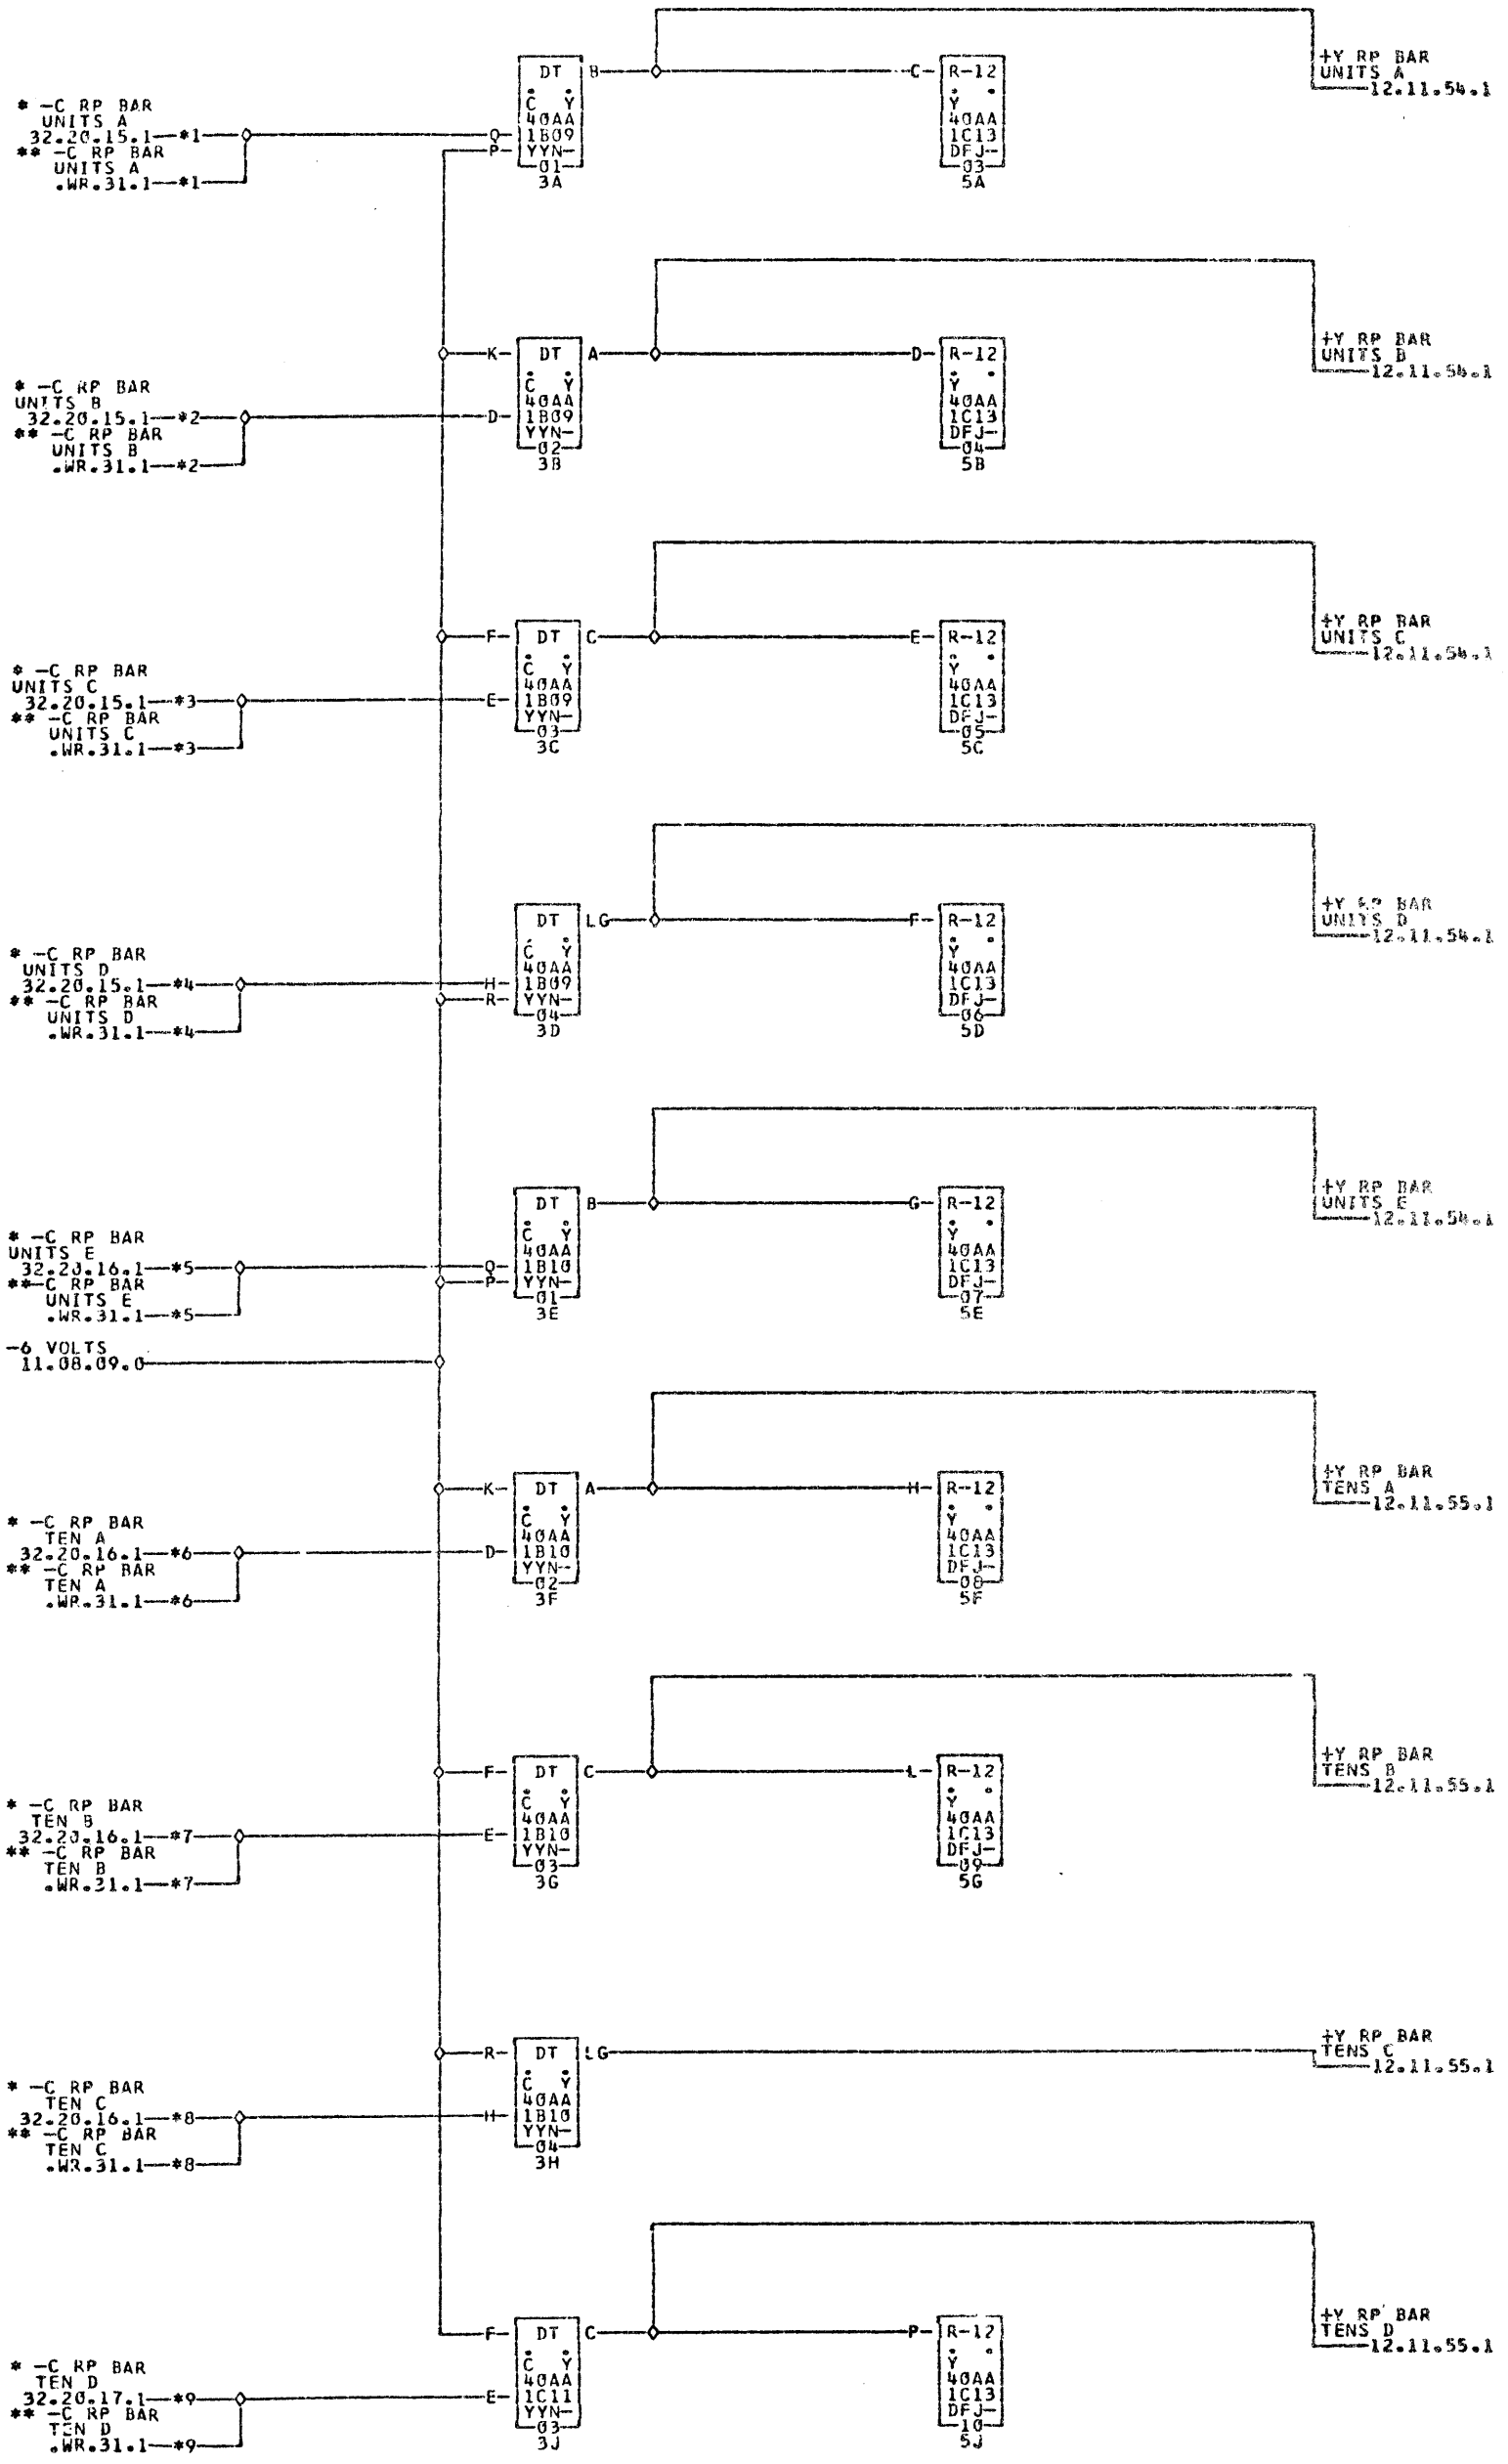 +Y RP BAR
UNITS A
12.11.54.1
DT
B
C
R-12
C Y
Y
40AA
40AA
* -C RP BAR
UNITS A
32.20.15.1 *1
Q
1B09
1C13
** -C RP BAR
P
YYN-
DFJ-
UNITS A
01
03
.WR.31.1 *1
3A
5A
+Y RP BAR
UNITS B
12.11.54.1
K
DT
A
D
R-12
C Y
Y
40AA
40AA
* -C RP BAR
UNITS B
32.20.15.1 *2
D
1B09
1C13
** -C RP BAR
YYN-
DFJ-
UNITS B
02
04
.WR.31.1 *2
3B
5B
+Y RP BAR
UNITS C
12.11.54.1
F
DT
C
E
R-12
C Y
Y
40AA
40AA
* -C RP BAR
UNITS C
32.20.15.1 *3
E
1B09
1C13
** -C RP BAR
YYN-
DFJ-
UNITS C
03
05
.WR.31.1 *3
3C
5C
+Y RP BAR
UNITS D
12.11.54.1
DT
LG
F
R-12
C Y
Y
40AA
40AA
* -C RP BAR
UNITS D
32.20.15.1 *4
H
1B09
1C13
** -C RP BAR
R
YYN-
DFJ-
UNITS D
04
06
.WR.31.1 *4
3D
5D
+Y RP BAR
UNITS E
12.11.54.1
DT
B
G
R-12
C Y
Y
40AA
40AA
* -C RP BAR
UNITS E
32.20.16.1 *5
Q
1B10
1C13
**-C RP BAR
P
YYN-
DFJ-
UNITS E
01
07
.WR.31.1 *5
3E
5E
-6 VOLTS
11.08.09.0
+Y RP BAR
TENS A
12.11.55.1
K
DT
A
H
R-12
C Y
Y
40AA
40AA
* -C RP BAR
TEN A
32.20.16.1 *6
D
1B10
1C13
** -C RP BAR
YYN-
DFJ-
TEN A
02
08
.WR.31.1 *6
3F
5F
+Y RP BAR
TENS B
12.11.55.1
F
DT
C
L
R-12
C Y
Y
40AA
40AA
* -C RP BAR
TEN B
32.20.16.1 *7
E
1B10
1C13
** -C RP BAR
YYN-
DFJ-
TEN B
03
09
.WR.31.1 *7
3G
5G
+Y RP BAR
TENS C
12.11.55.1
R
DT
LG
C Y
40AA
* -C RP BAR
TEN C
32.20.16.1 *8
H
1B10
** -C RP BAR
YYN-
TEN C
04
.WR.31.1 *8
3H
+Y RP BAR
TENS D
12.11.55.1
F
DT
C
P
R-12
C Y
Y
40AA
40AA
* -C RP BAR
TEN D
32.20.17.1 *9
E
1C11
1C13
** -C RP BAR
YYN-
DFJ-
TEN D
03
10
.WR.31.1 *9
3J
5J